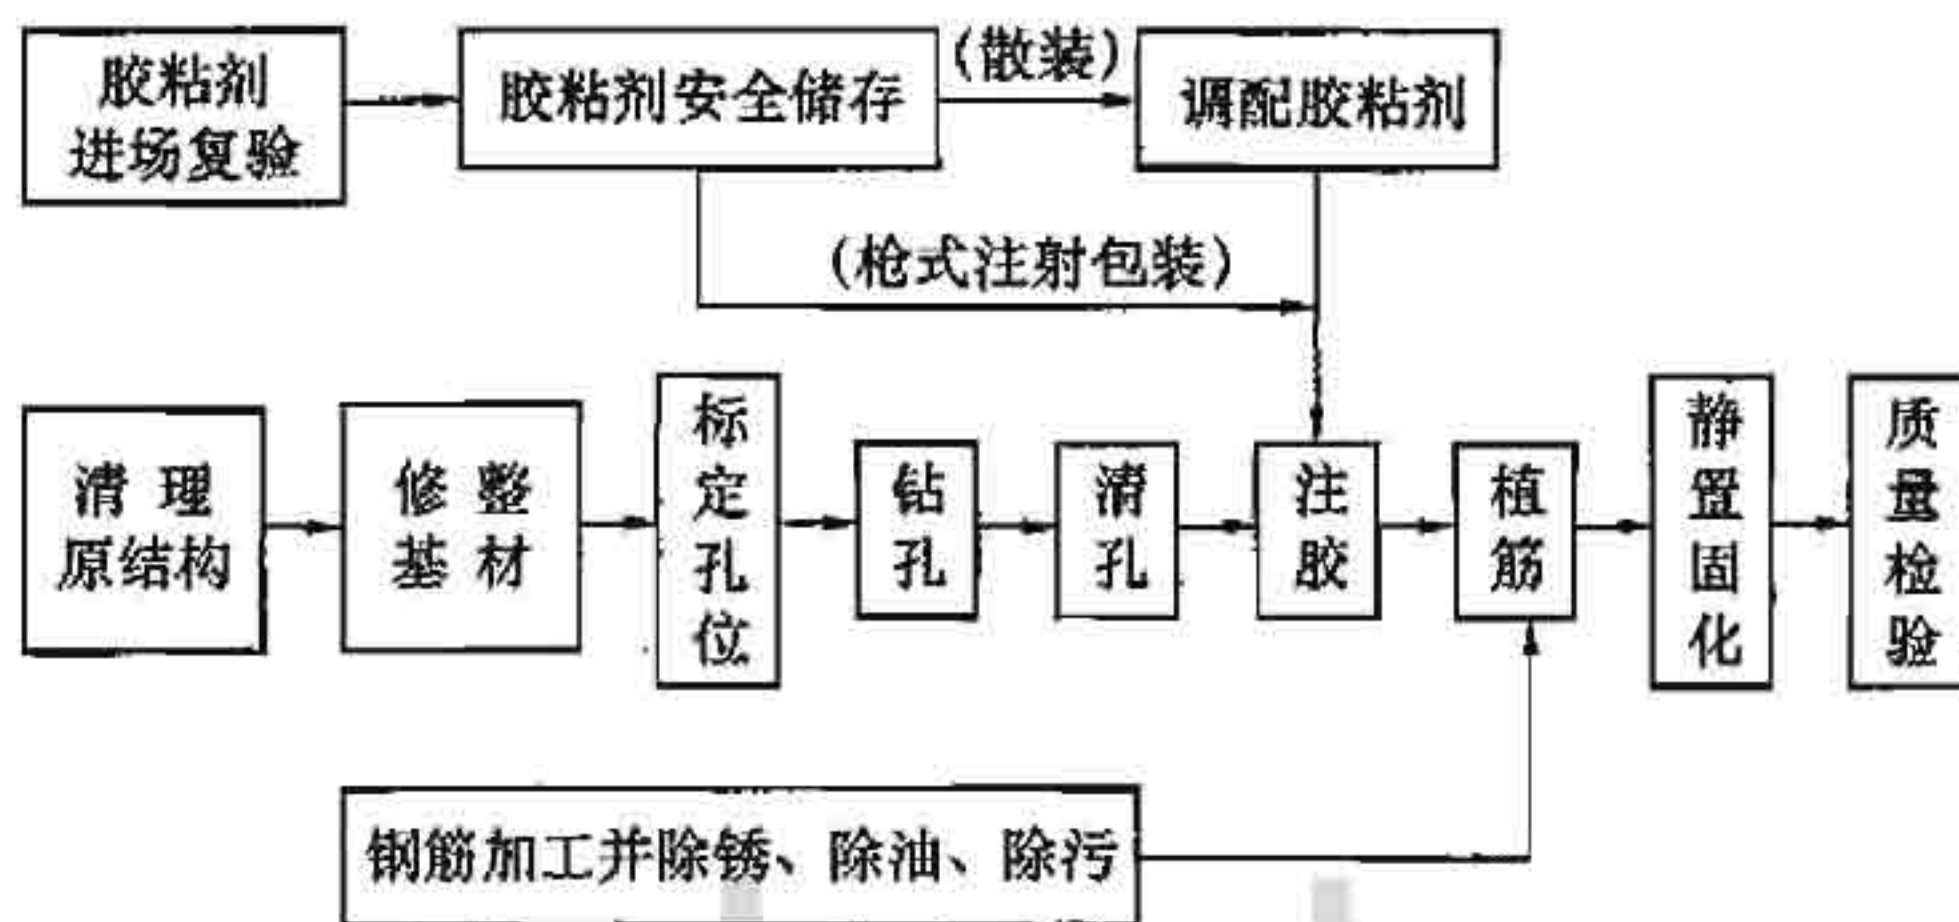 胶粘剂
进场复验
胶粘剂安全储存
(散装)
调配胶粘剂
(枪式注射包装)
清理
原结构
修整
基材
标定孔位
钻孔
清孔
注胶
植筋
静置固化
质量检验
钢筋加工并除锈、除油、除污